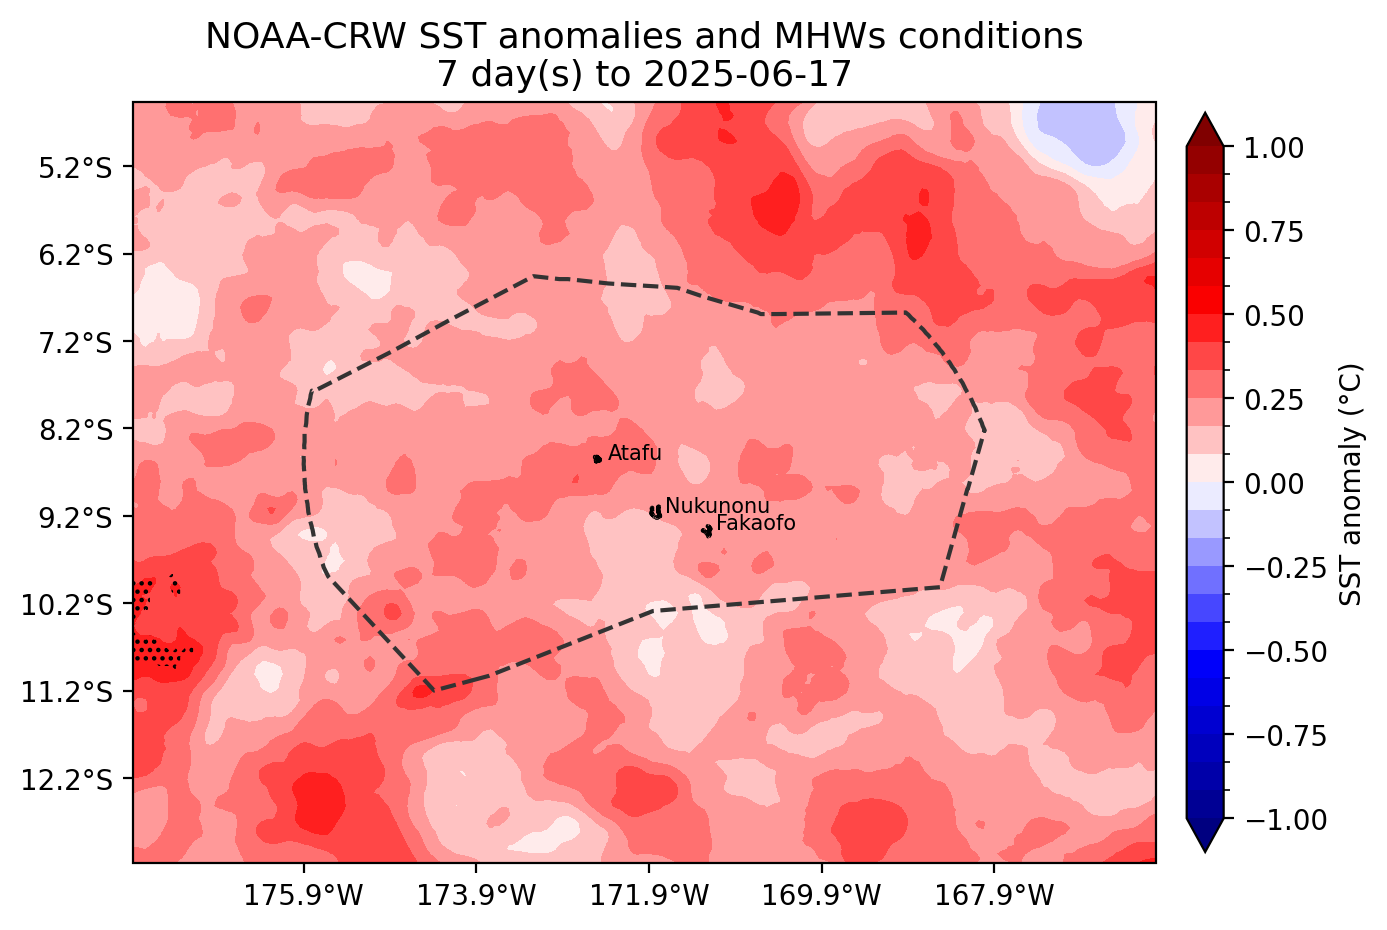 NOAA-CRW SST anomalies and MHWs conditions
7 day(s) to 2025-06-17
5.2°S
6.2°S
7.2°S
8.2°S
9.2°S
10.2°S
11.2°S
12.2°S
175.9°W
173.9°W
171.9°W
169.9°W
167.9°W
Atafu
Nukunonu
Fakaofo
1.00
0.75
0.50
0.25
0.00
−0.25
−0.50
−0.75
−1.00
SST anomaly (°C)